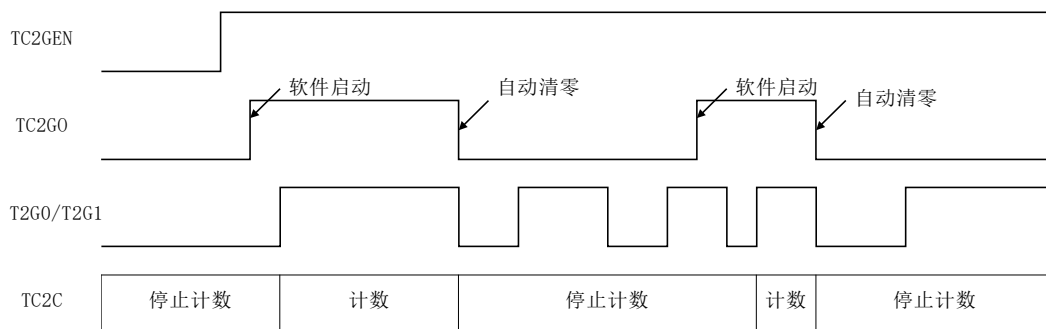 TC2GEN
软件启动
自动清零
软件启动
自动清零
TC2GO
T2G0/T2G1
TC2C
停止计数
计数
停止计数
计数
停止计数